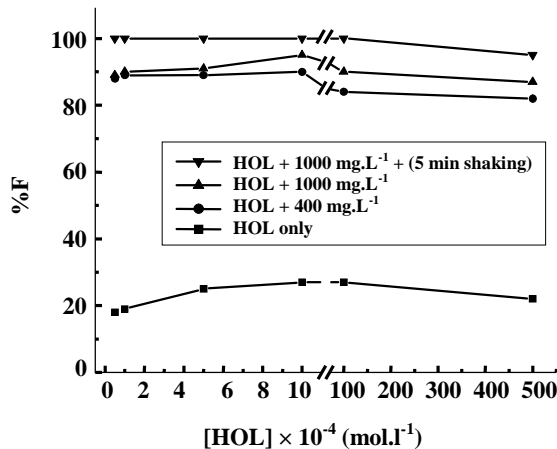 100
80
60
40
20
0
%F
HOL + 1000 mg.L⁻¹ + (5 min shaking)
HOL + 1000 mg.L⁻¹
HOL + 400 mg.L⁻¹
HOL only
0 2 4 6 8 10 100 200 300 400 500
[HOL] × 10⁻⁴ (mol.l⁻¹)